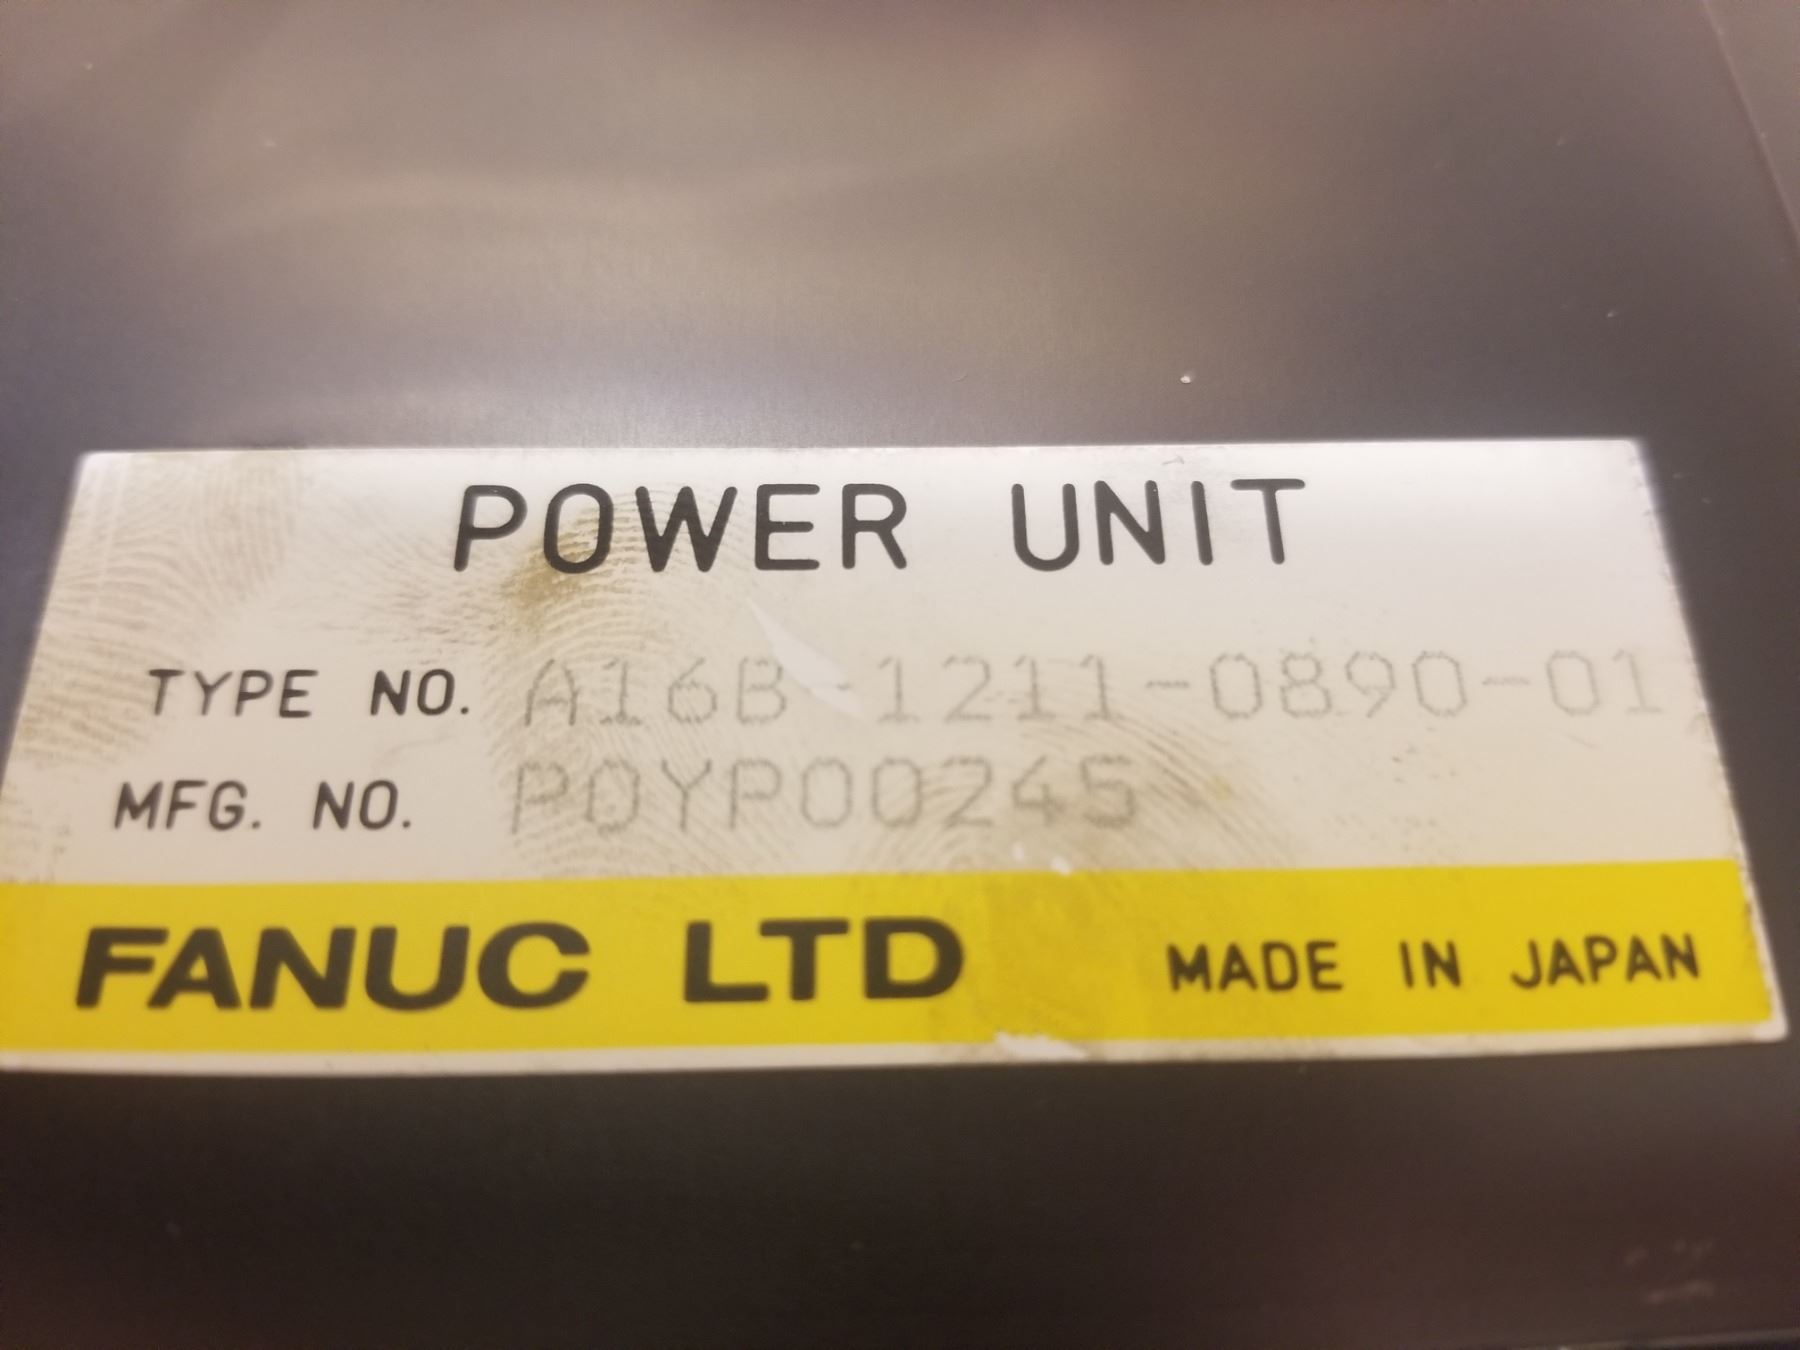 POWER UNIT
TYPE NO. A16B-1211-0890-01
MFG. NO. P0YP00245
FANUC LTD MADE IN JAPAN